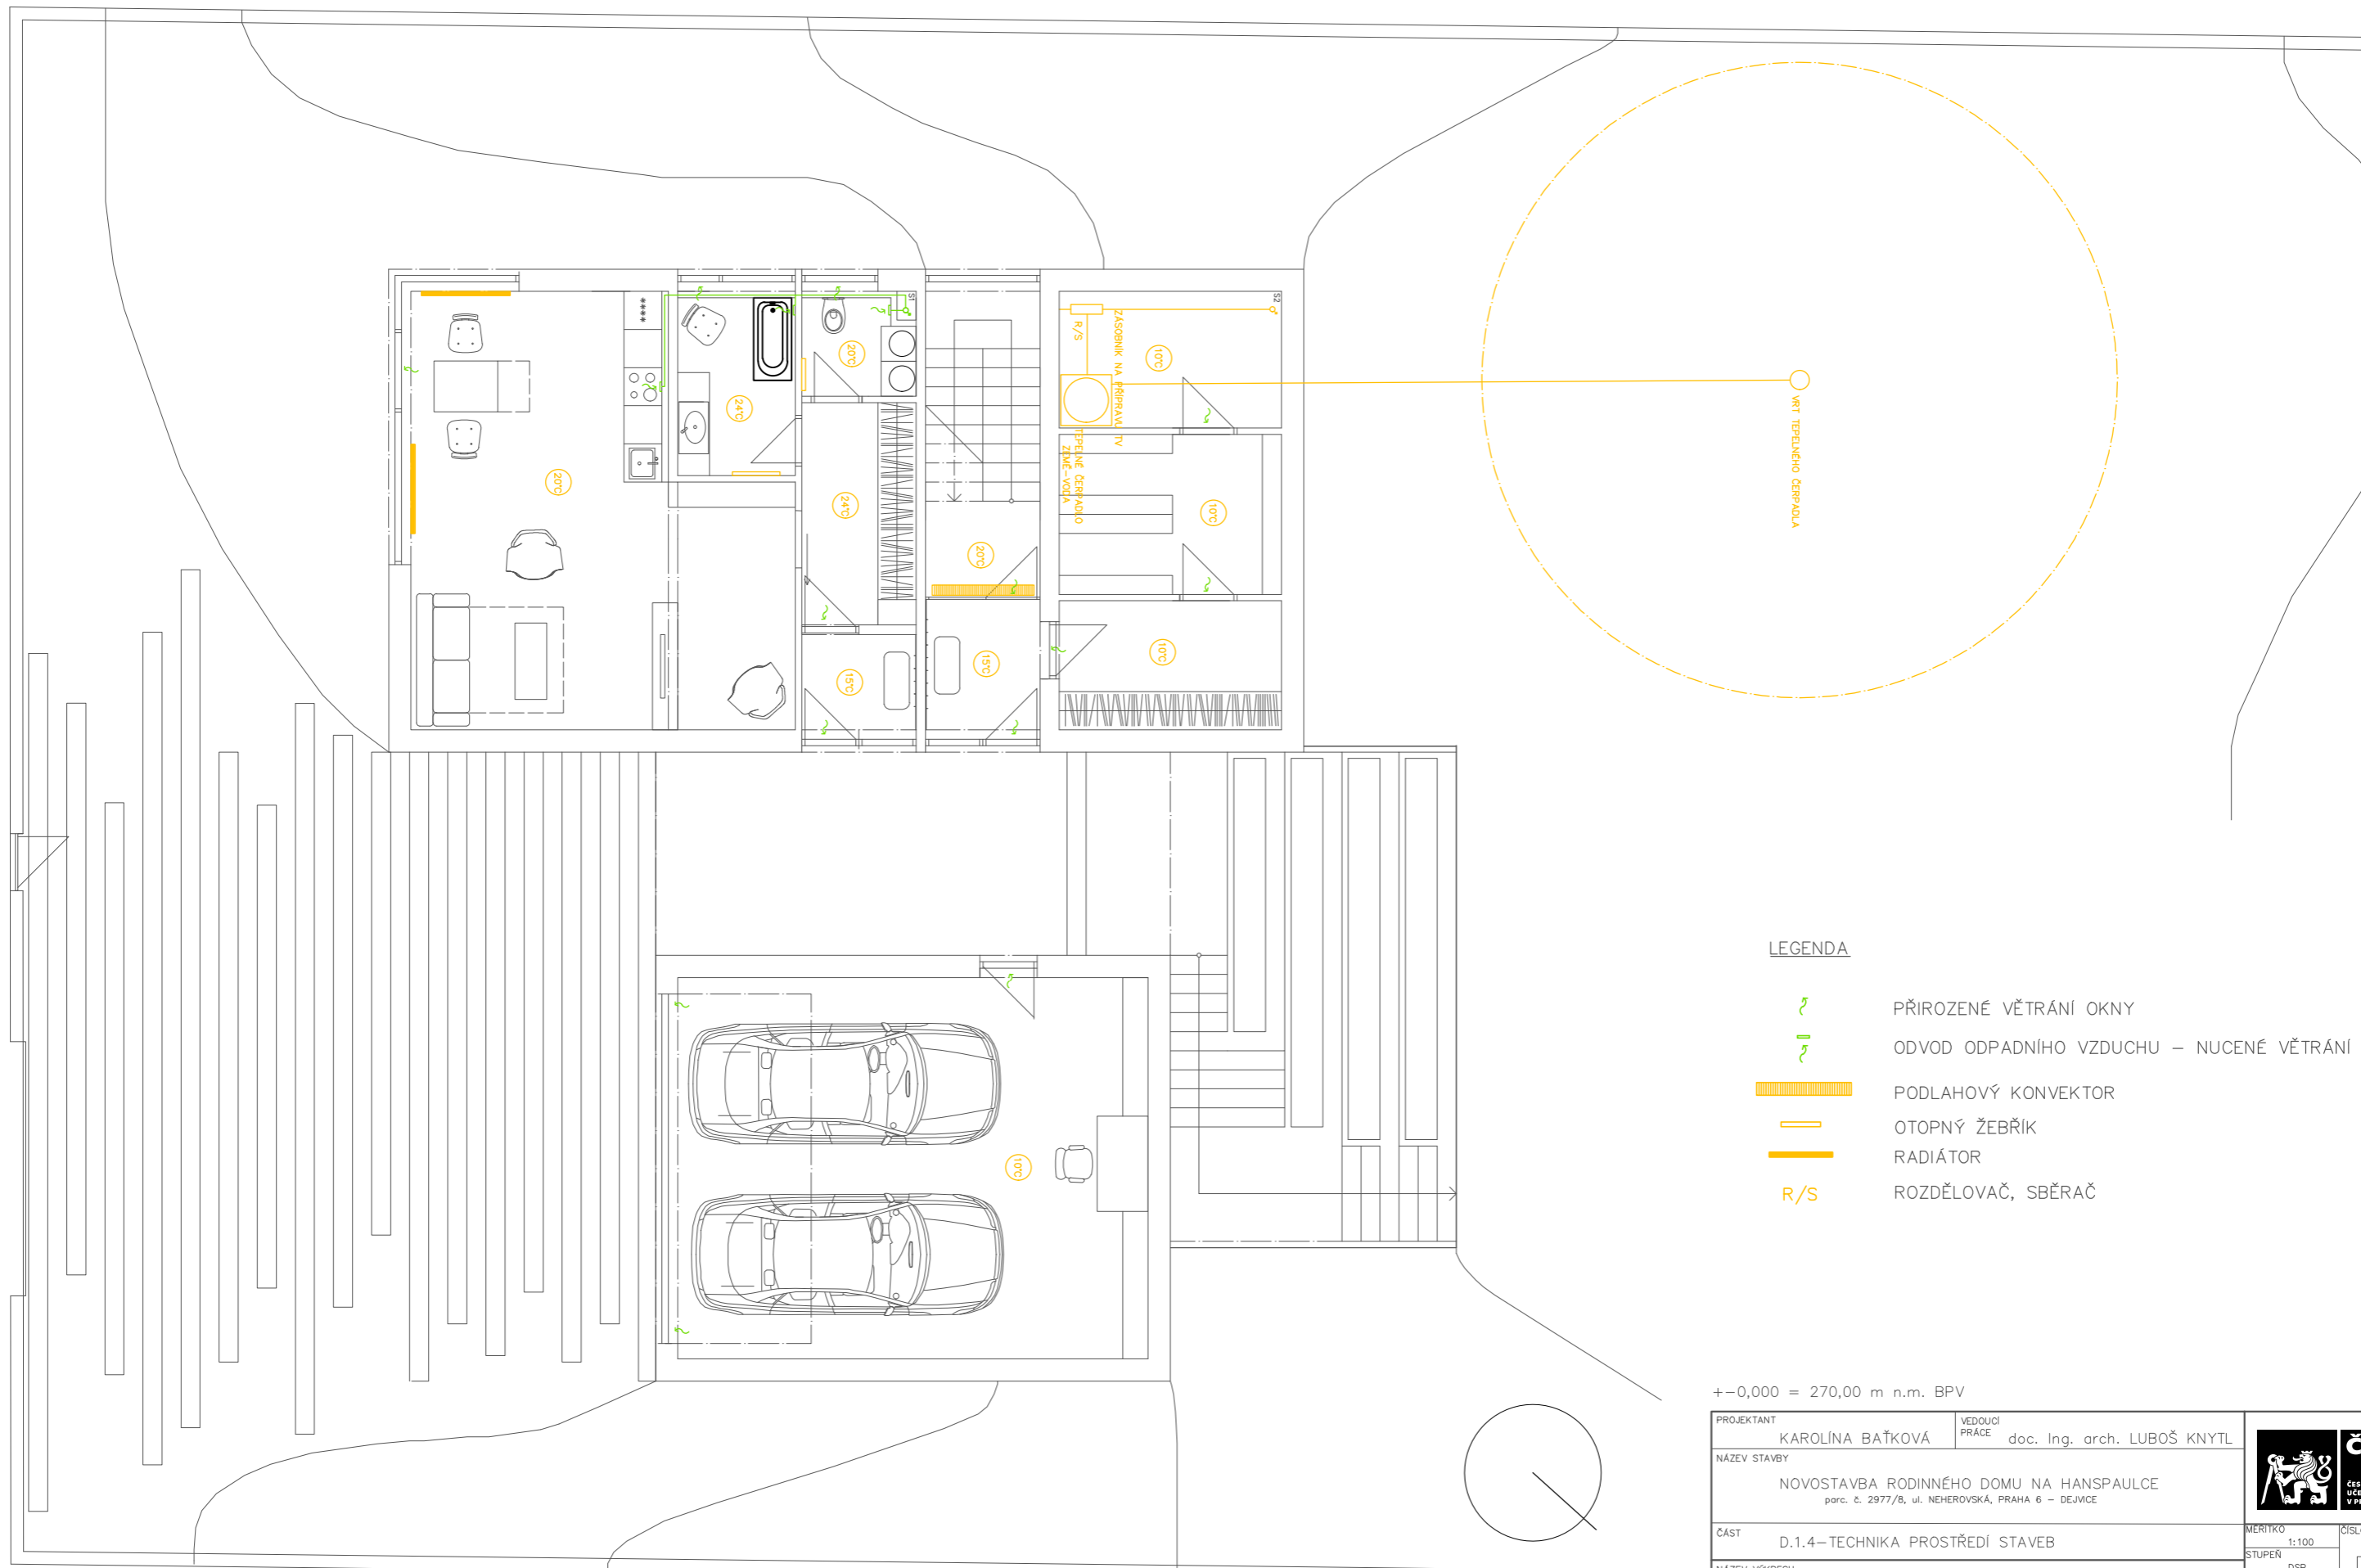 S1
S2
R/S
ZÁSOBNÍK NA PŘÍPRAVU TV
TEPELNÉ ČERPADLO
ZEMĚ-VODA
VRT TEPELNÉHO ČERPADLA
20°C
10°C
24°C
20°C
24°C
10°C
20°C
10°C
15°C
15°C
10°C
LEGENDA
PŘIROZENÉ VĚTRÁNÍ OKNY
ODVOD ODPADNÍHO VZDUCHU – NUCENÉ VĚTRÁNÍ
PODLAHOVÝ KONVEKTOR
OTOPNÝ ŽEBŘÍK
RADIÁTOR
R/S ROZDĚLOVAČ, SBĚRAČ
+-0,000 = 270,00 m n.m. BPV
PROJEKTANT
KAROLÍNA BAŤKOVÁ
VEDOUCÍ
PRÁCE doc. Ing. arch. LUBOŠ KNYTL
NÁZEV STAVBY
NOVOSTAVBA RODINNÉHO DOMU NA HANSPAULCE
parc. č. 2977/8, ul. NEHEROVSKÁ, PRAHA 6 – DEJVICE
ČÁST D.1.4–TECHNIKA PROSTŘEDÍ STAVEB
MĚŘÍTKO
1:100
STUPEŇ
DSP